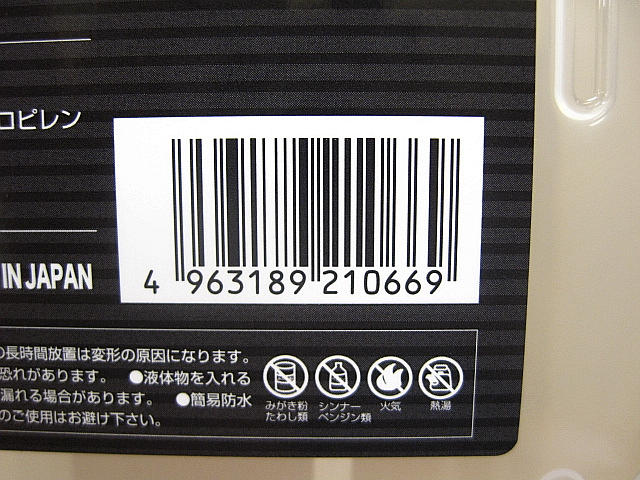 ロピレン
IN JAPAN
4 963189 210669
の長時間放置は変形の原因になります。
恐れがあります。 ●液体物を入れる
漏れる場合があります。 ●簡易防水
のご使用はお避け下さい。
みがき粉
たわし類
シンナー
ベンジン類
火気
熱湯